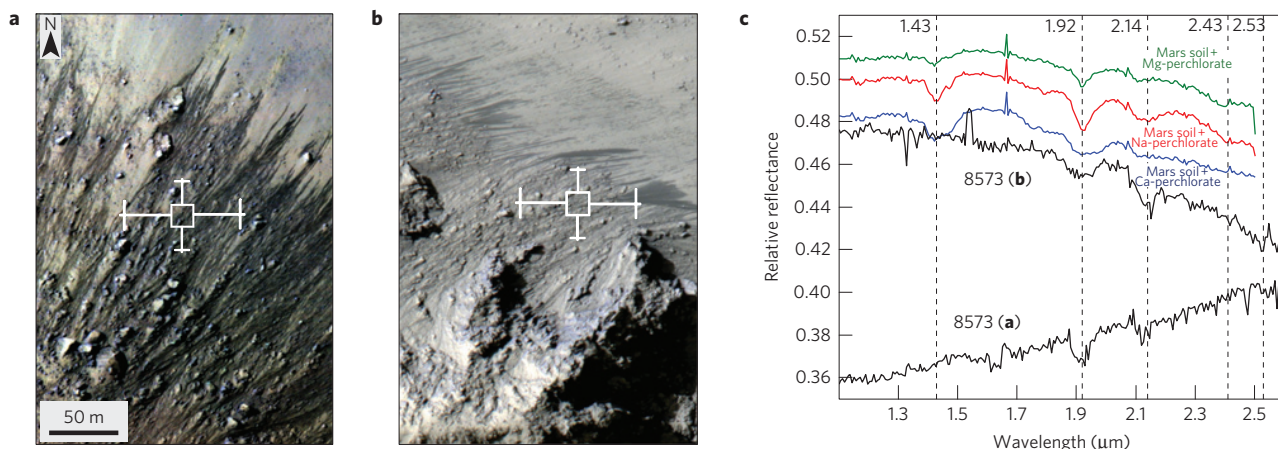 a
N
50 m
b
c
1.43
1.92
2.14
2.43
2.53
0.52
0.50
0.48
0.46
0.44
0.42
0.40
0.38
0.36
Relative reflectance
Mars soil+
Mg-perchlorate
Mars soil+
Na-perchlorate
Mars soil+
Ca-perchlorate
8573 (b)
8573 (a)
1.3
1.5
1.7
1.9
2.1
2.3
2.5
Wavelength (μm)